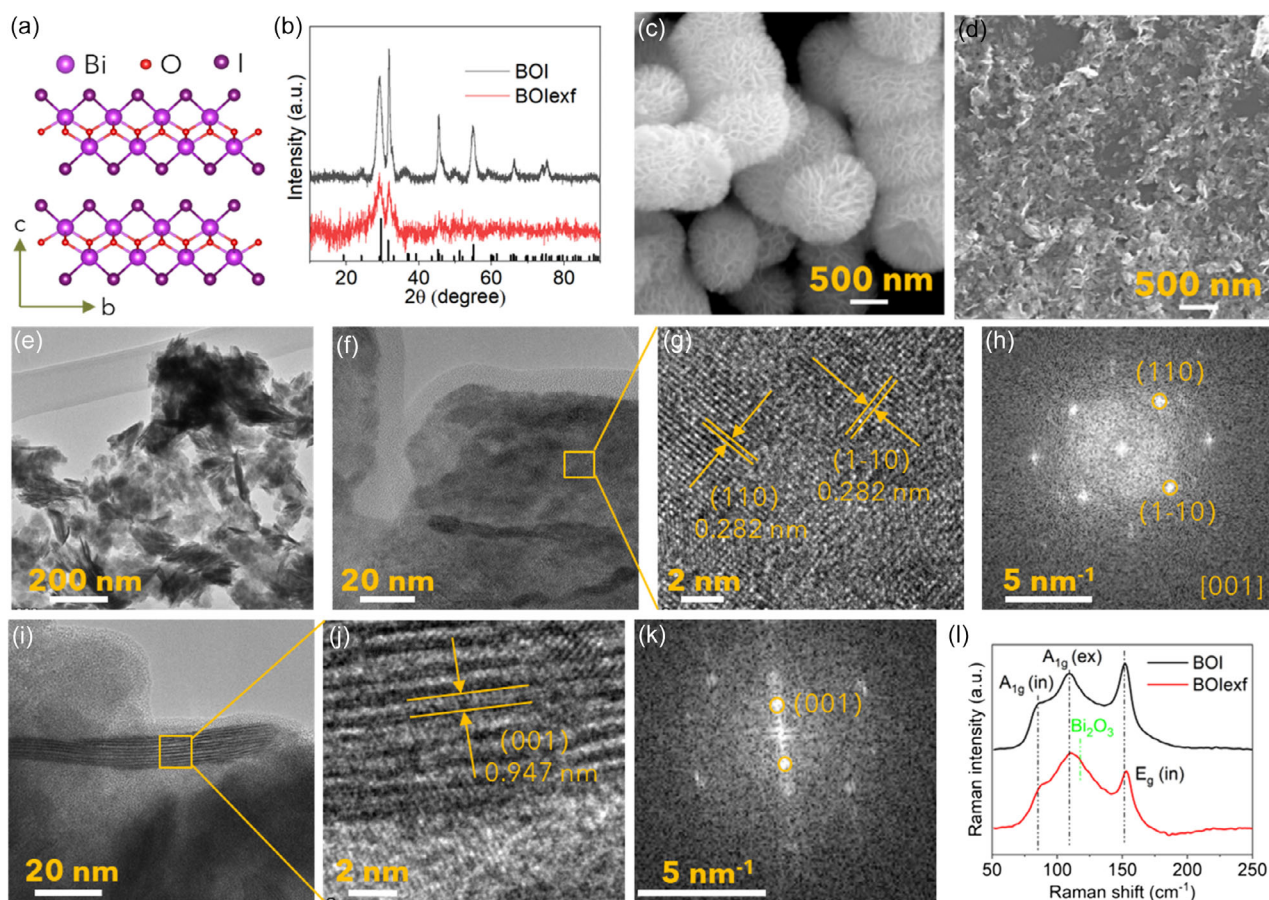 (a)
Bi O I
c
b
(b)
Intensity (a.u.)
BOI
BOIexf
20 40 60 80
2θ (degree)
(c)
500 nm
(d)
500 nm
(e)
200 nm
(f)
20 nm
(g)
(110)
0.282 nm
(1-10)
0.282 nm
2 nm
(h)
(110)
(1-10)
5 nm⁻¹
[001]
(i)
20 nm
(j)
(001)
0.947 nm
2 nm
(k)
(001)
5 nm⁻¹
(l)
Raman intensity (a.u.)
A₁g (in)
A₁g (ex)
BOI
BOIexf
Bi₂O₃
Eg (in)
50 100 150 200 250
Raman shift (cm⁻¹)